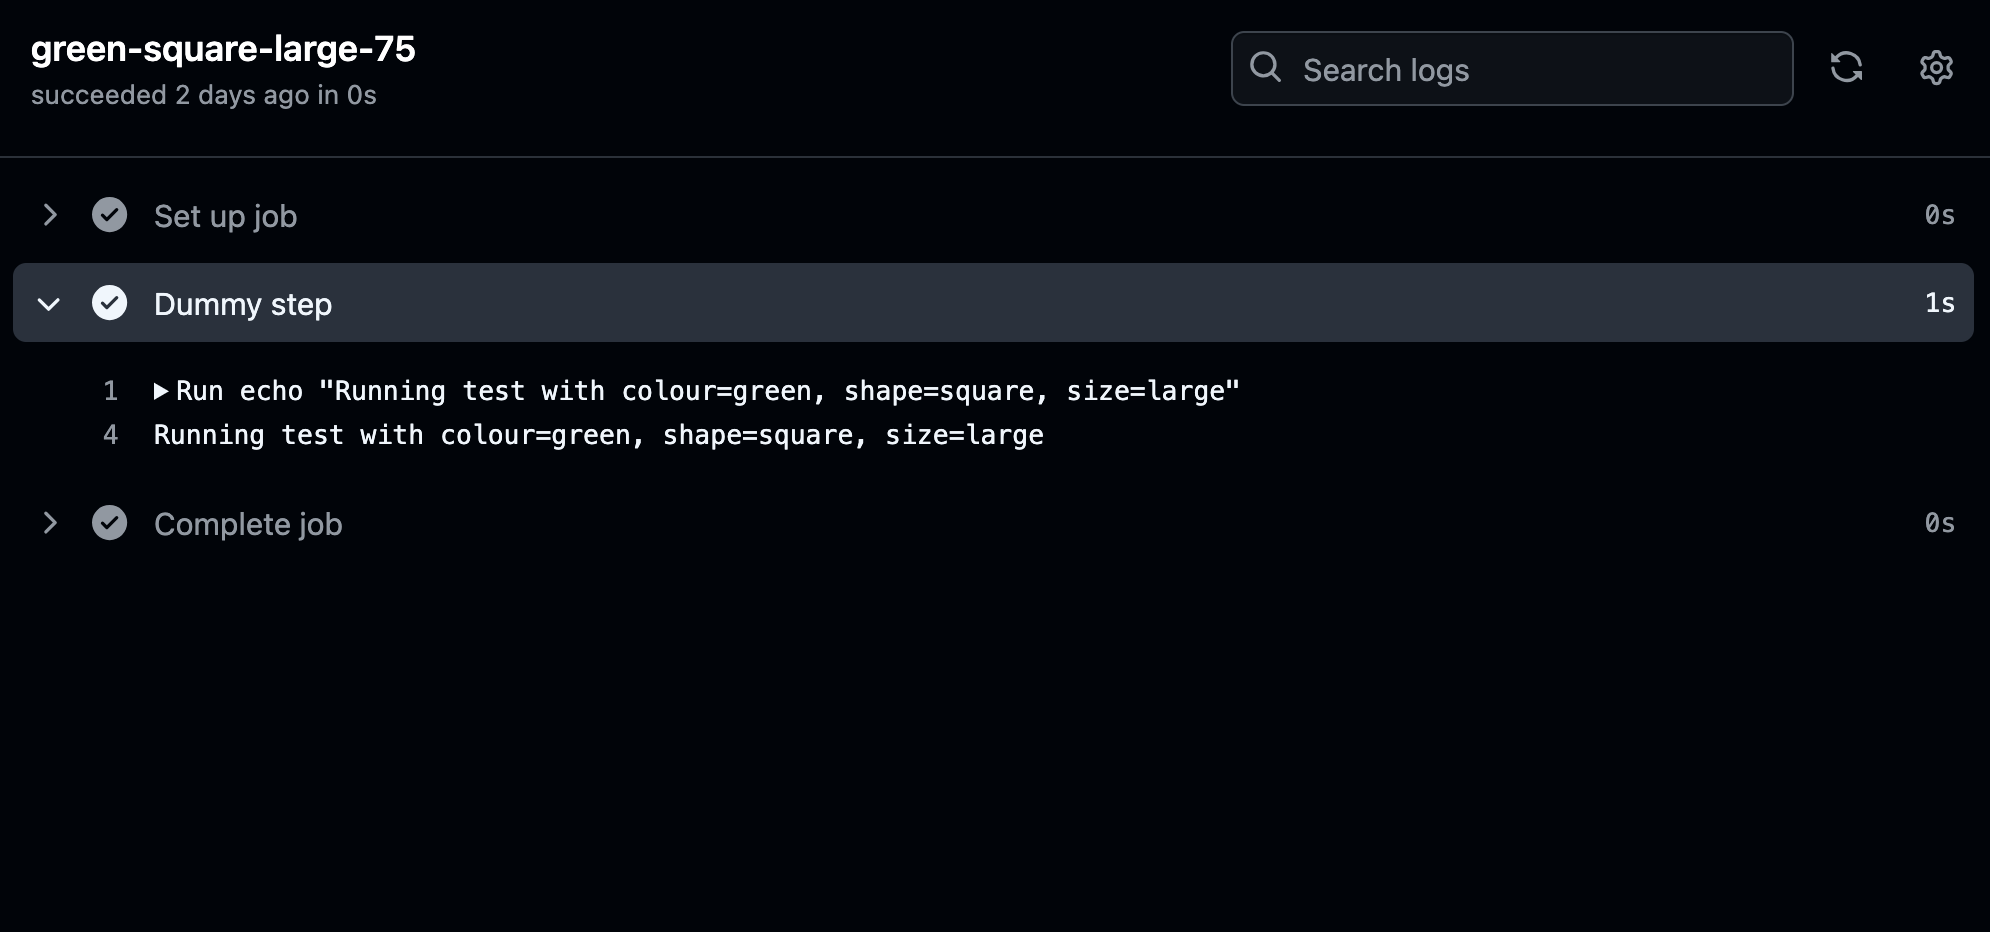 green-square-large-75
succeeded 2 days ago in 0s
Search logs
Set up job 0s
Dummy step 1s
1 Run echo "Running test with colour=green, shape=square, size=large"
4 Running test with colour=green, shape=square, size=large
Complete job 0s